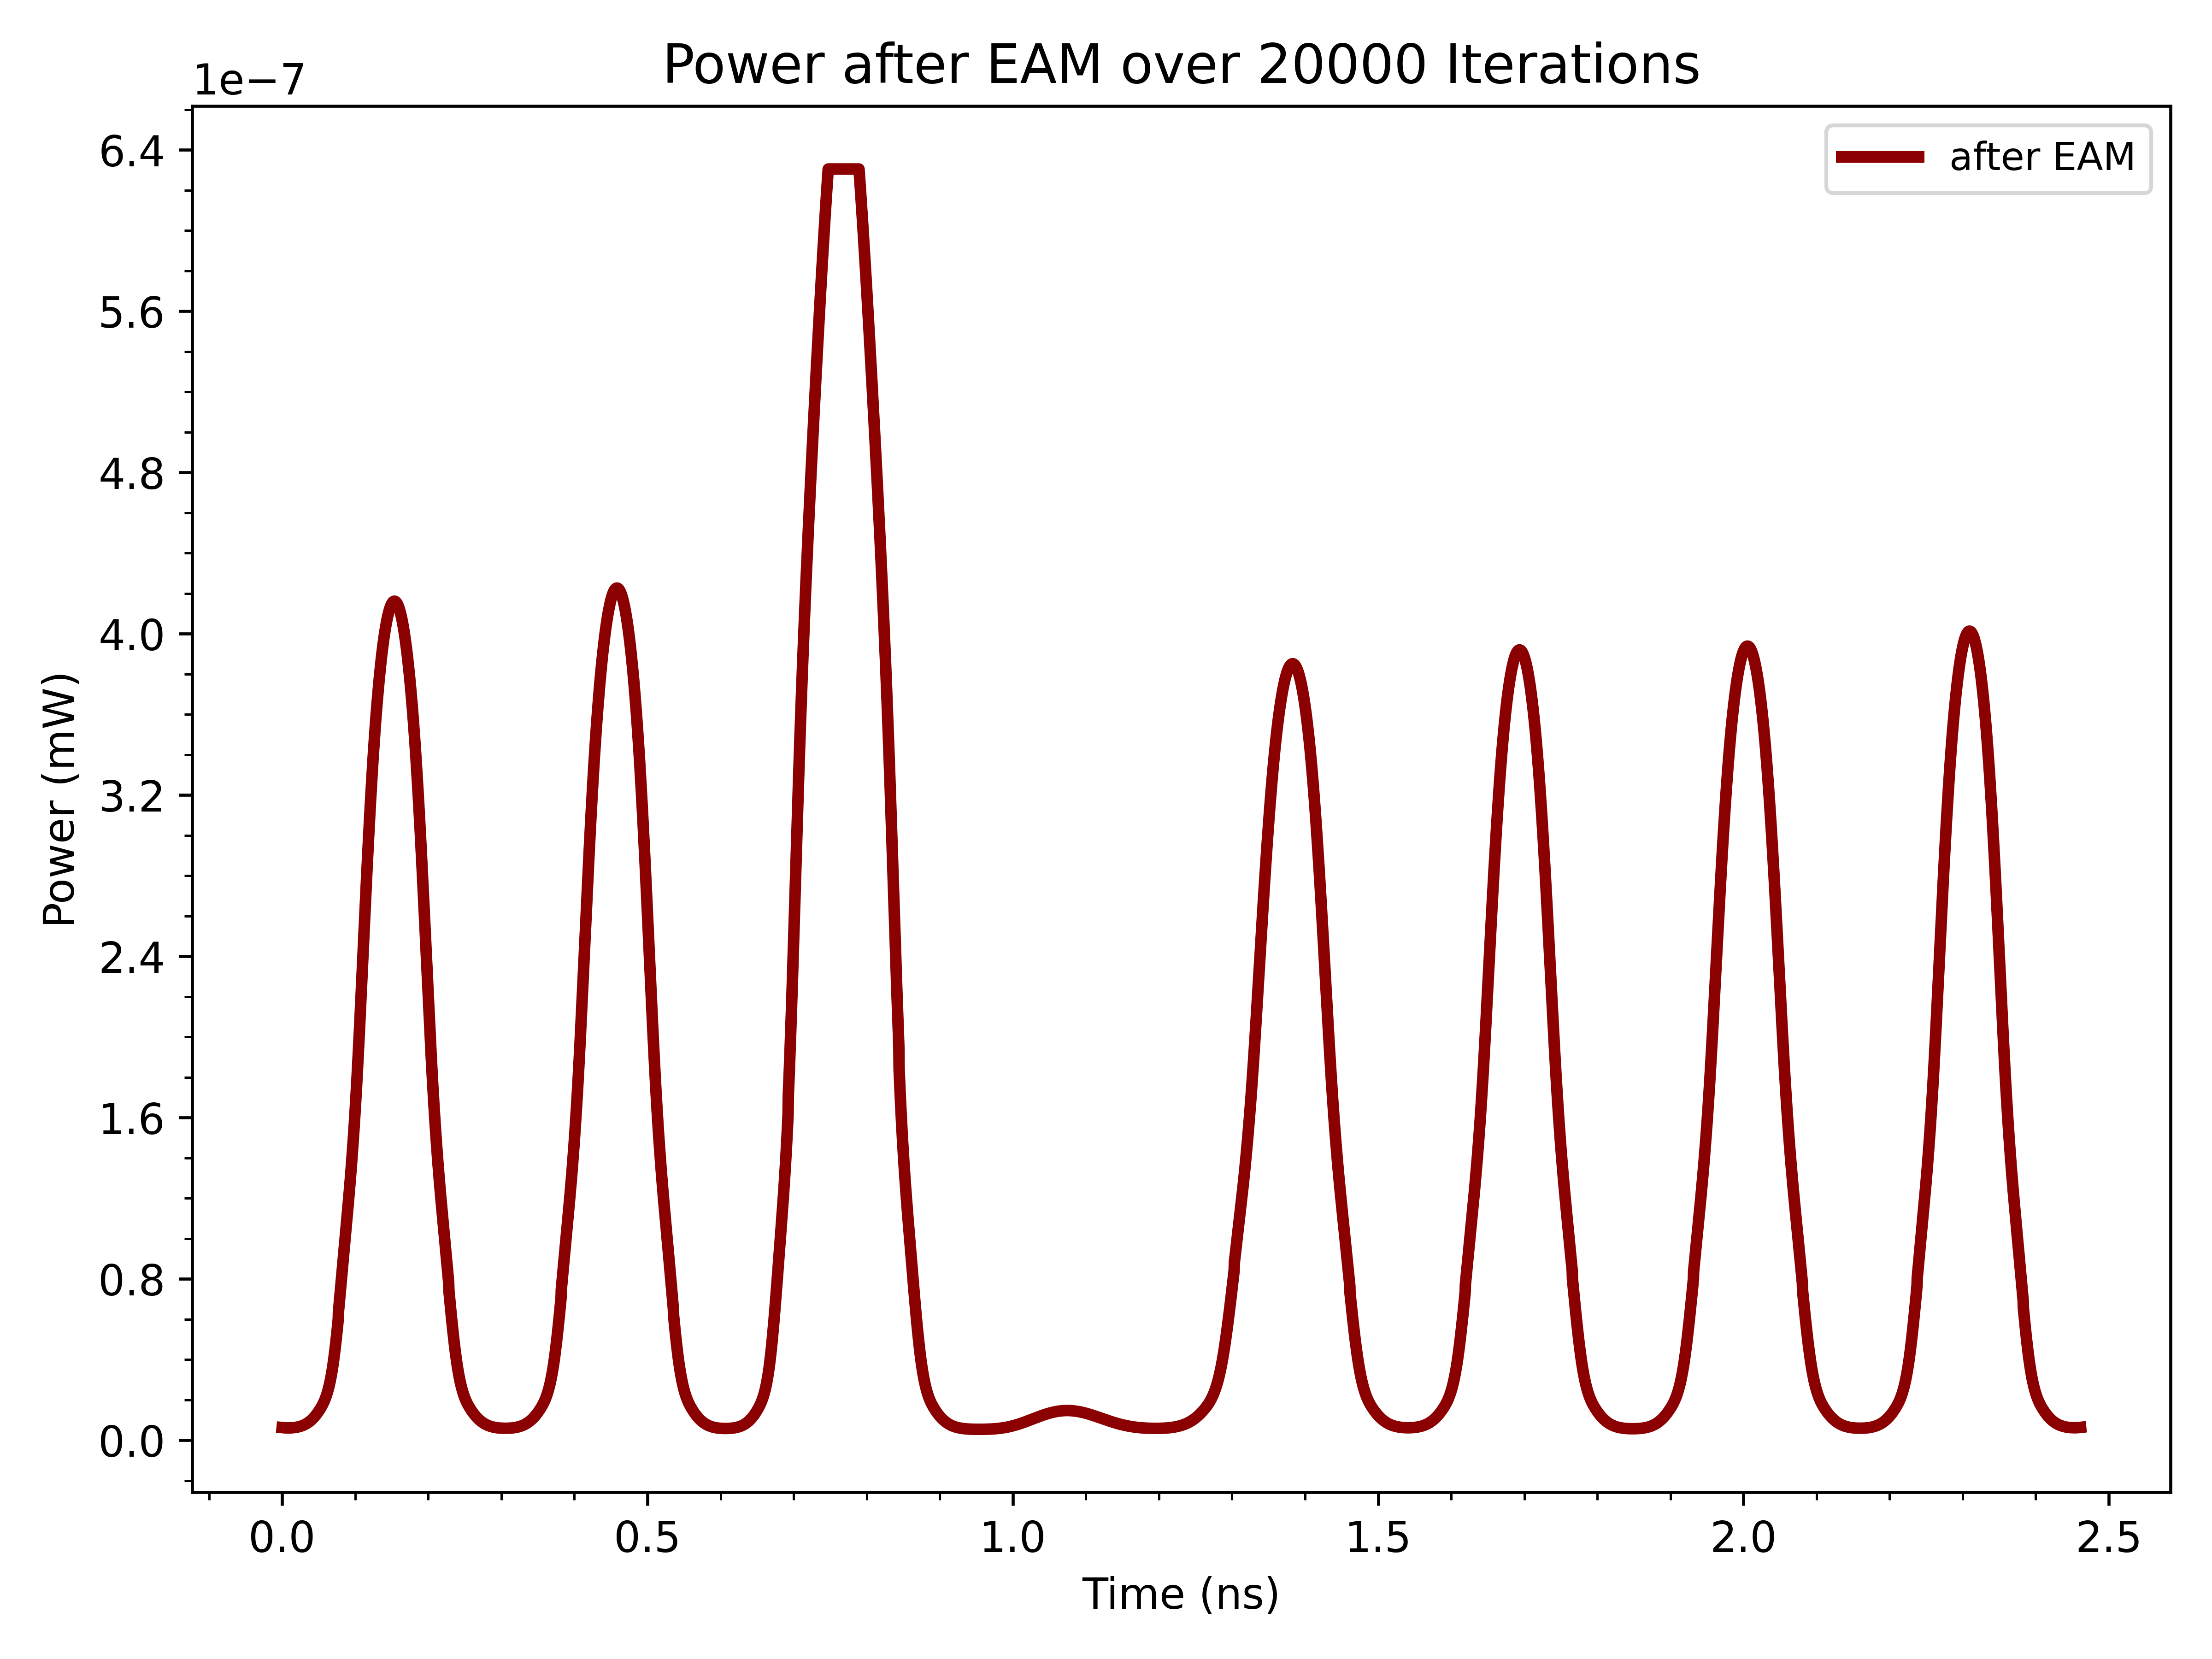 Power after EAM over 20000 Iterations
1e−7
after EAM
6.4
5.6
4.8
4.0
3.2
2.4
1.6
0.8
0.0
Power (mW)
0.0 0.5 1.0 1.5 2.0 2.5
Time (ns)